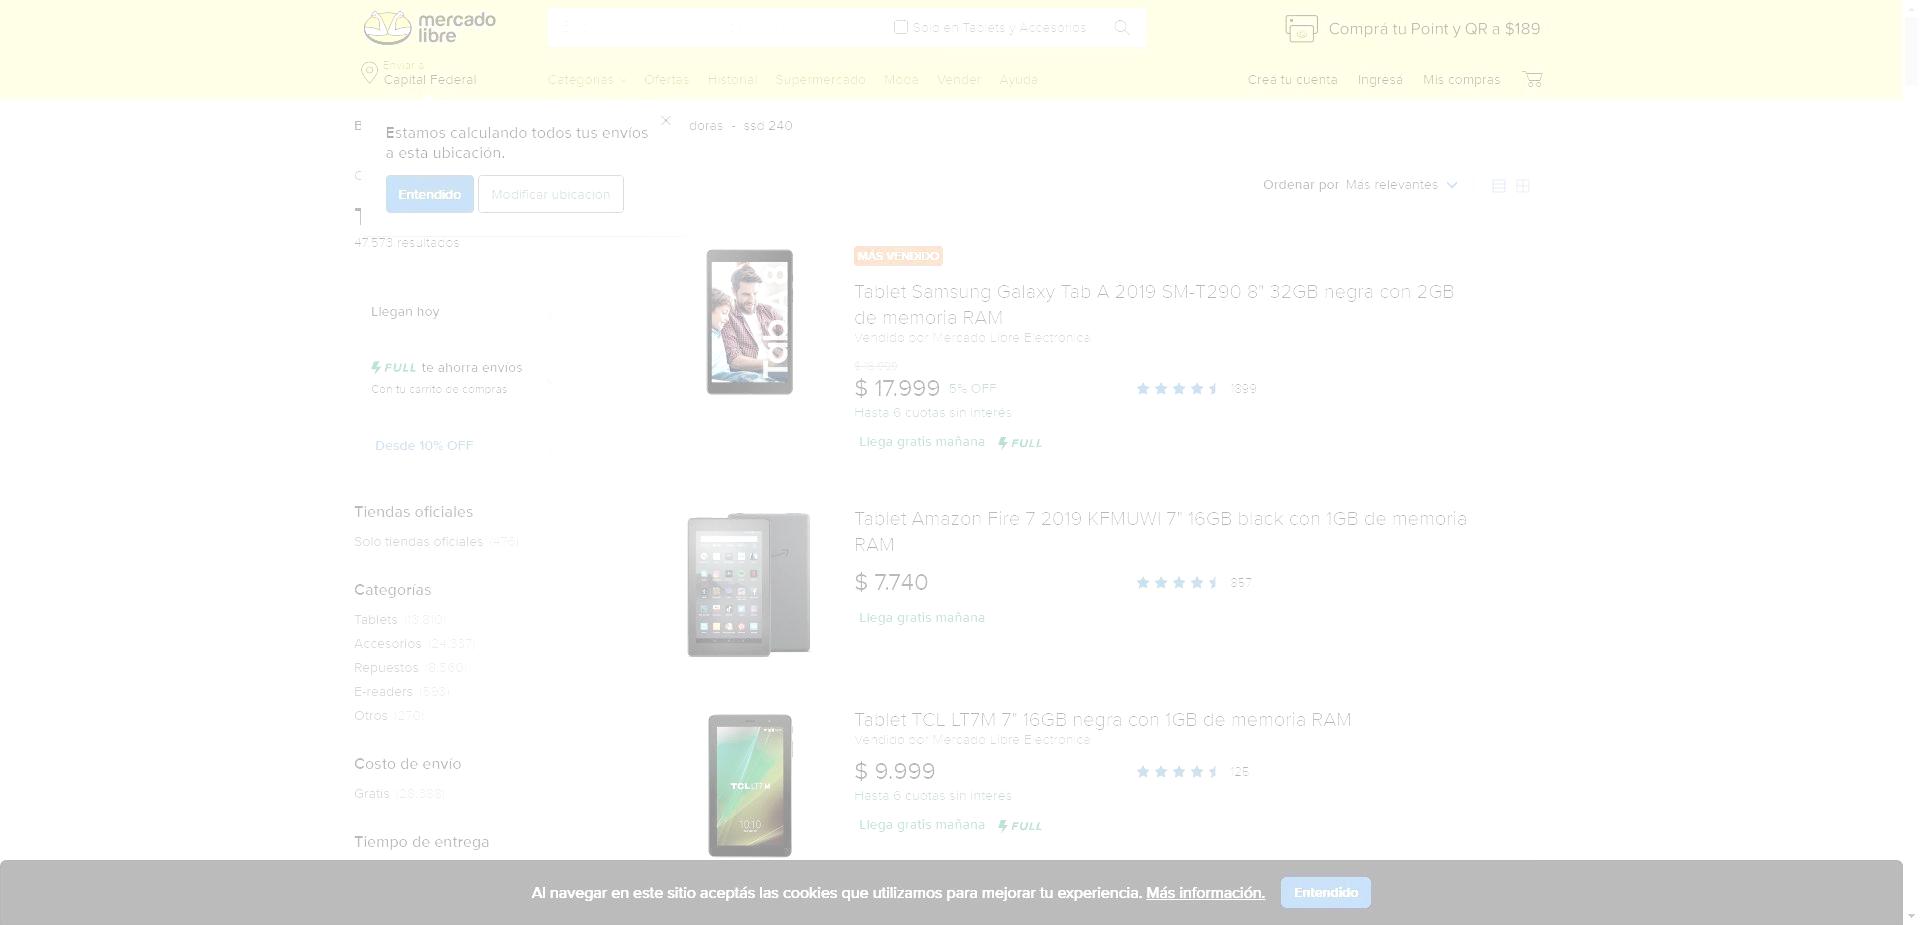 mercado
libre
Solo en Tablets y Accesorios
Comprá tu Point y QR a $189
Enviar a
Capital Federal
Categorías Ofertas Historial Supermercado Moda Vender Ayuda
Creá tu cuenta Ingresá Mis compras
doras - ssd 240
Estamos calculando todos tus envíos
a esta ubicación.
Entendido Modificar ubicación
Ordenar por Más relevantes
47.573 resultados
Llegan hoy
FULL te ahorra envíos
Con tu carrito de compras
Desde 10% OFF
Tiendas oficiales
Solo tiendas oficiales (476)
Categorías
Tablets (13.810)
Accesorios (24.337)
Repuestos (8.560)
E-readers (593)
Otros (270)
Costo de envío
Gratis (28.388)
Tiempo de entrega
MÁS VENDIDO
Tablet Samsung Galaxy Tab A 2019 SM-T290 8" 32GB negra con 2GB
de memoria RAM
Vendido por Mercado Libre Electronica
$ 18.999
$ 17.999 5% OFF
1899
Hasta 6 cuotas sin interés
Llega gratis mañana FULL
Tab A 8
Tablet Amazon Fire 7 2019 KFMUWI 7" 16GB black con 1GB de memoria
RAM
$ 7.740
857
Llega gratis mañana
Tablet TCL LT7M 7" 16GB negra con 1GB de memoria RAM
Vendido por Mercado Libre Electronica
$ 9.999
125
Hasta 6 cuotas sin interés
Llega gratis mañana FULL
TCL LT7M
10:10
Al navegar en este sitio aceptás las cookies que utilizamos para mejorar tu experiencia. Más información. Entendido